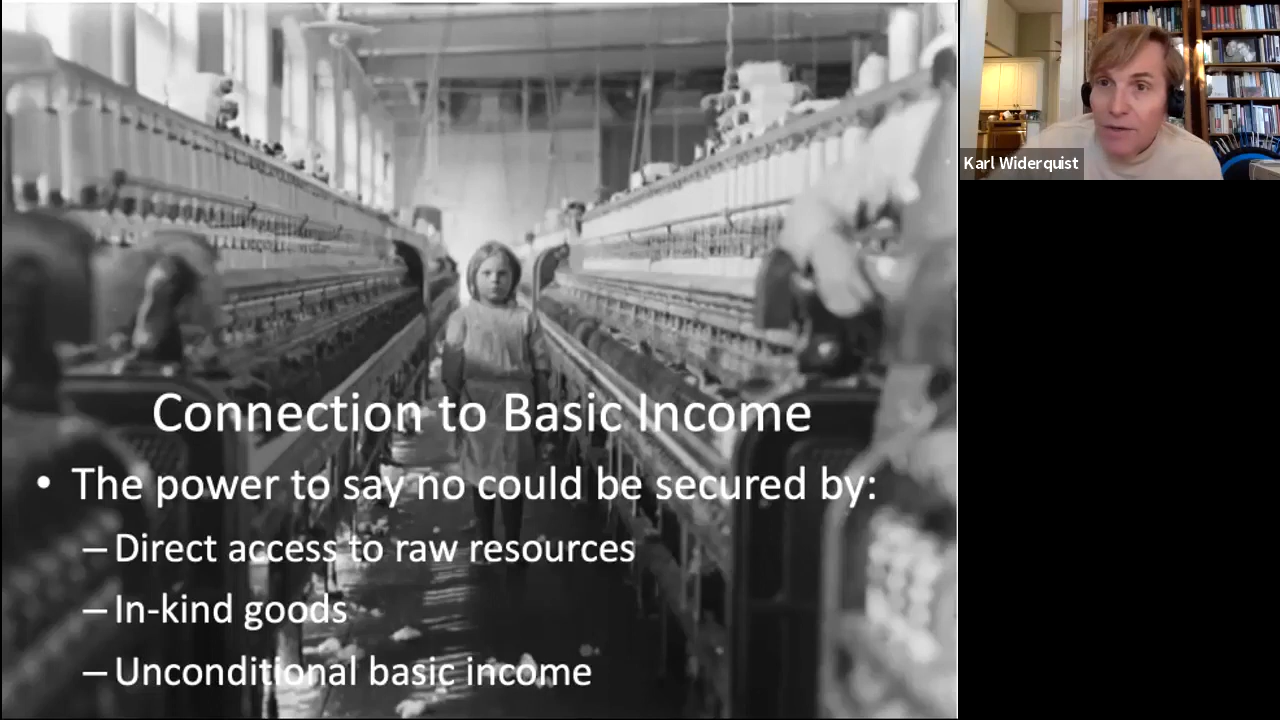 Karl Widerquist
Connection to Basic Income
• The power to say no could be secured by:
– Direct access to raw resources
– In-kind goods
– Unconditional basic income